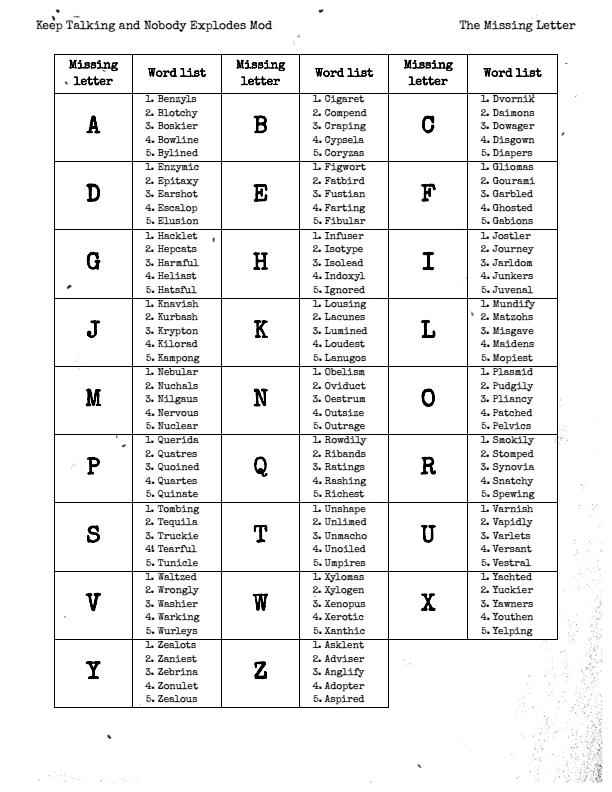 Keep Talking and Nobody Explodes Mod
The Missing Letter
Missing letter
Word list
Missing letter
Word list
Missing letter
Word list
A
1. Benzyls
2. Blotchy
3. Boskier
4. Bowline
5. Bylined
B
1. Cigaret
2. Compend
3. Craping
4. Cypsela
5. Coryzas
C
1. Dvornik
2. Daimons
3. Dowager
4. Disgown
5. Diapers
D
1. Enzymic
2. Epitaxy
3. Earshot
4. Escalop
5. Elusion
E
1. Figwort
2. Fatbird
3. Fustian
4. Farting
5. Fibular
F
1. Gliomas
2. Gourami
3. Garbled
4. Ghosted
5. Gabions
G
1. Hacklet
2. Hepcats
3. Harmful
4. Heliast
5. Hatsful
H
1. Infuser
2. Isotype
3. Isolead
4. Indoxyl
5. Ignored
I
1. Jostler
2. Journey
3. Jarldom
4. Junkers
5. Juvenal
J
1. Knavish
2. Kurbash
3. Krypton
4. Kilorad
5. Kampong
K
1. Lousing
2. Lacunes
3. Lumined
4. Loudest
5. Lanugos
L
1. Mundify
2. Matzohs
3. Misgave
4. Maidens
5. Mopiest
M
1. Nebular
2. Nuchals
3. Nilgaus
4. Nervous
5. Nuclear
N
1. Obelism
2. Oviduct
3. Oestrum
4. Outsize
5. Outrage
O
1. Plasmid
2. Pudgily
3. Pliancy
4. Patched
5. Pelvics
P
1. Querida
2. Quatres
3. Quoined
4. Quartes
5. Quinate
Q
1. Rowdily
2. Ribands
3. Ratings
4. Rashing
5. Richest
R
1. Smokily
2. Stomped
3. Synovia
4. Snatchy
5. Spewing
S
1. Tombing
2. Tequila
3. Truckie
4. Tearful
5. Tunicle
T
1. Unshape
2. Unlimed
3. Unmacho
4. Unoiled
5. Umpires
U
1. Varnish
2. Vapidly
3. Varlets
4. Versant
5. Vestral
V
1. Waltzed
2. Wrongly
3. Washier
4. Warking
5. Wurleys
W
1. Xylomas
2. Xylogen
3. Xenopus
4. Xerotic
5. Xanthic
X
1. Yachted
2. Yuckier
3. Yawners
4. Youthen
5. Yelping
Y
1. Zealots
2. Zaniest
3. Zebrina
4. Zonulet
5. Zealous
Z
1. Asklent
2. Adviser
3. Anglify
4. Adopter
5. Aspired